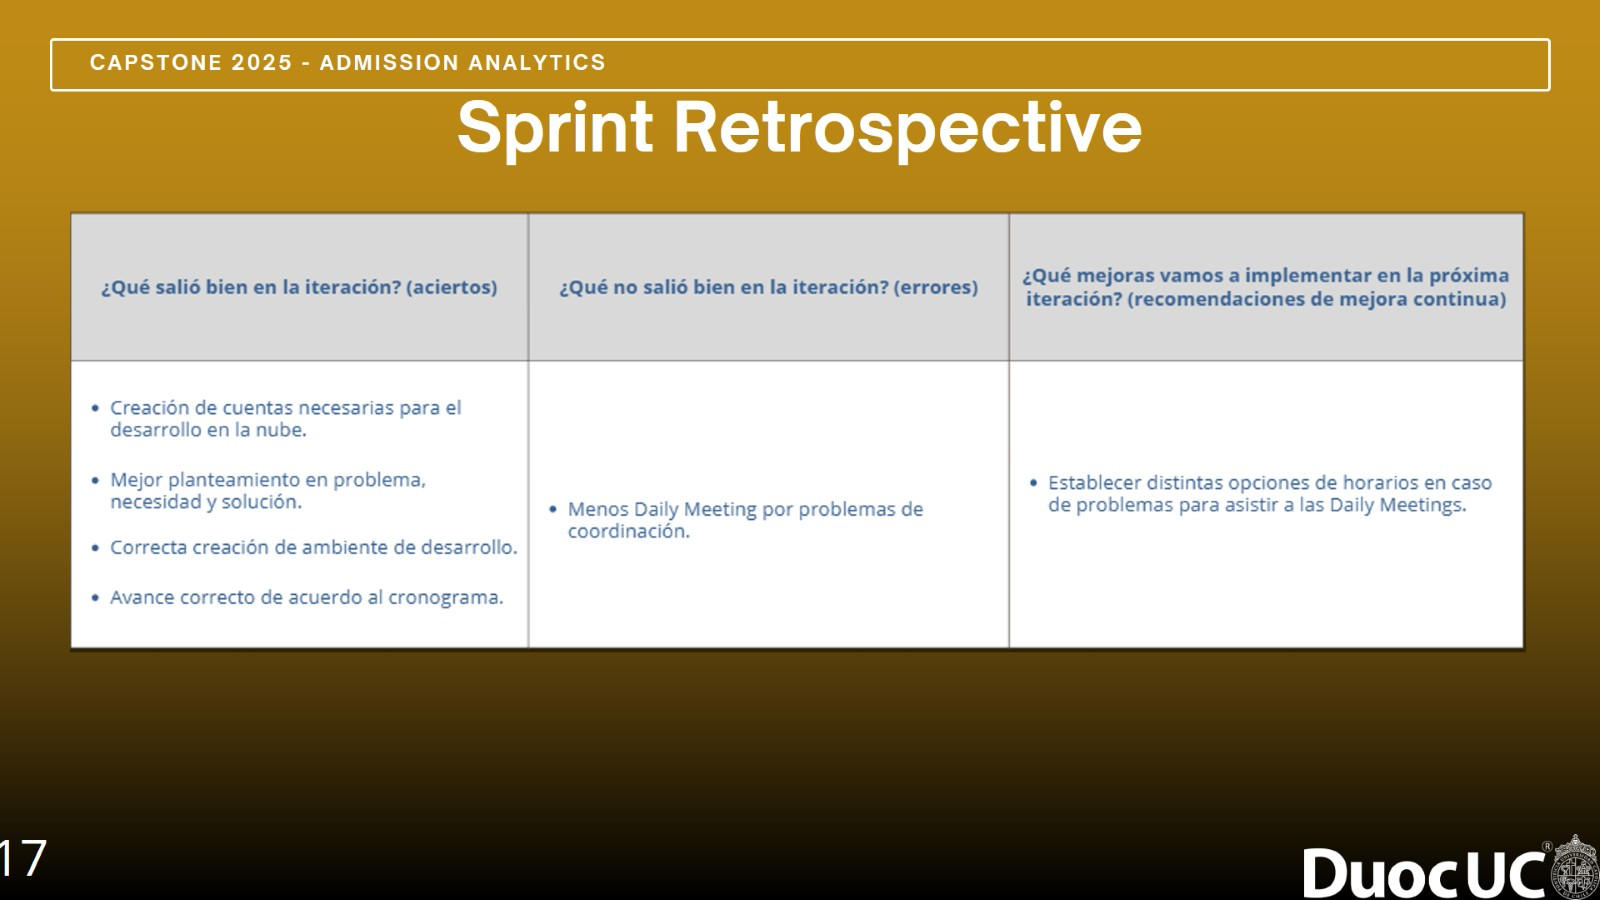 CAPSTONE 2025 - ADMISSION ANALYTICS
Sprint Retrospective
¿Qué salió bien en la iteración? (aciertos)
¿Qué no salió bien en la iteración? (errores)
¿Qué mejoras vamos a implementar en la próxima
iteración? (recomendaciones de mejora continua)
• Creación de cuentas necesarias para el
desarrollo en la nube.
• Mejor planteamiento en problema,
necesidad y solución.
• Correcta creación de ambiente de desarrollo.
• Avance correcto de acuerdo al cronograma.
• Menos Daily Meeting por problemas de
coordinación.
• Establecer distintas opciones de horarios en caso
de problemas para asistir a las Daily Meetings.
17
DuocUC®